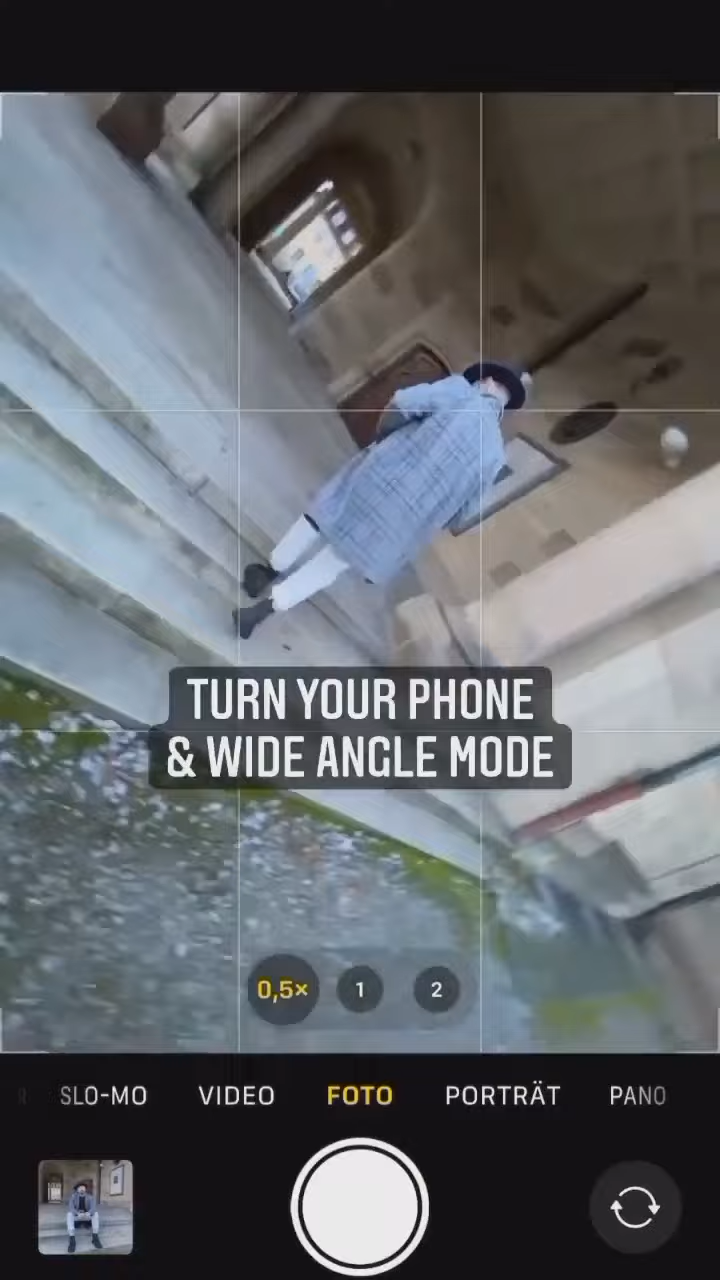 TURN YOUR PHONE
& WIDE ANGLE MODE
0,5× 1 2
SLO-MO VIDEO FOTO PORTRÄT PANO